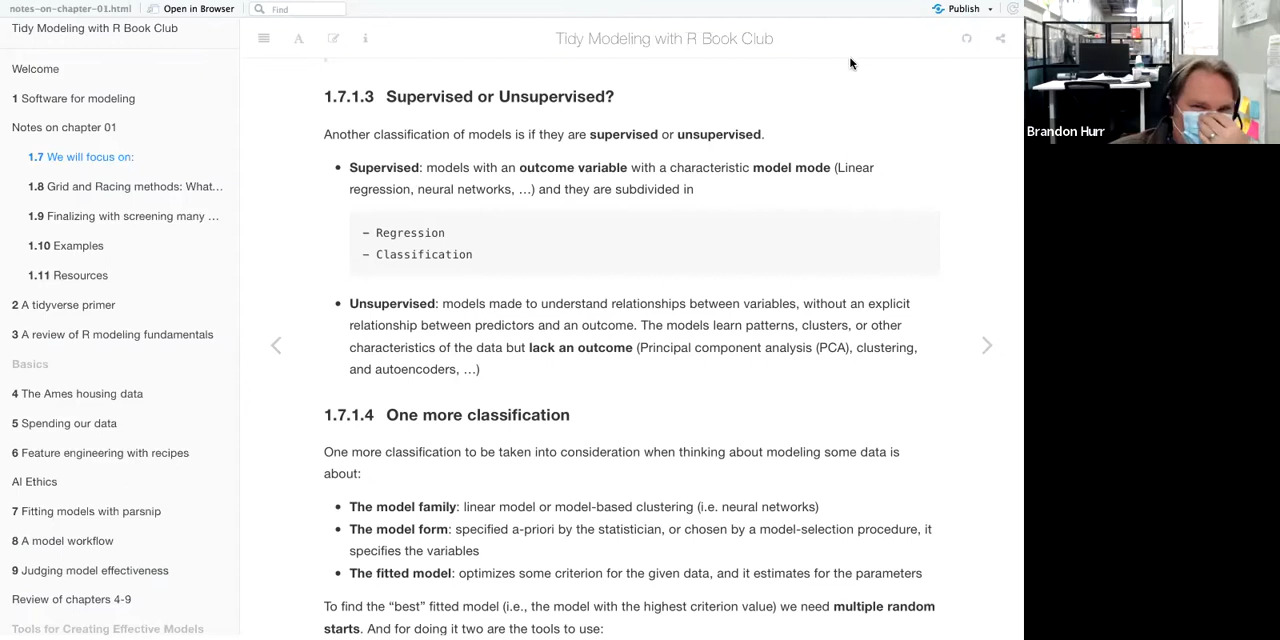 notes-on-chapter-01.html
Open in Browser
Find
Publish
Tidy Modeling with R Book Club
Welcome
1 Software for modeling
Notes on chapter 01
1.7 We will focus on:
1.8 Grid and Racing methods: What...
1.9 Finalizing with screening many ...
1.10 Examples
1.11 Resources
2 A tidyverse primer
3 A review of R modeling fundamentals
Basics
4 The Ames housing data
5 Spending our data
6 Feature engineering with recipes
AI Ethics
7 Fitting models with parsnip
8 A model workflow
9 Judging model effectiveness
Review of chapters 4-9
Tools for Creating Effective Models
Tidy Modeling with R Book Club
1.7.1.3 Supervised or Unsupervised?
Another classification of models is if they are supervised or unsupervised.
• Supervised: models with an outcome variable with a characteristic model mode (Linear
regression, neural networks, …) and they are subdivided in
- Regression
- Classification
• Unsupervised: models made to understand relationships between variables, without an explicit
relationship between predictors and an outcome. The models learn patterns, clusters, or other
characteristics of the data but lack an outcome (Principal component analysis (PCA), clustering,
and autoencoders, …)
1.7.1.4 One more classification
One more classification to be taken into consideration when thinking about modeling some data is
about:
• The model family: linear model or model-based clustering (i.e. neural networks)
• The model form: specified a-priori by the statistician, or chosen by a model-selection procedure, it
specifies the variables
• The fitted model: optimizes some criterion for the given data, and it estimates for the parameters
To find the “best” fitted model (i.e., the model with the highest criterion value) we need multiple random
starts. And for doing it two are the tools to use:
Brandon Hurr